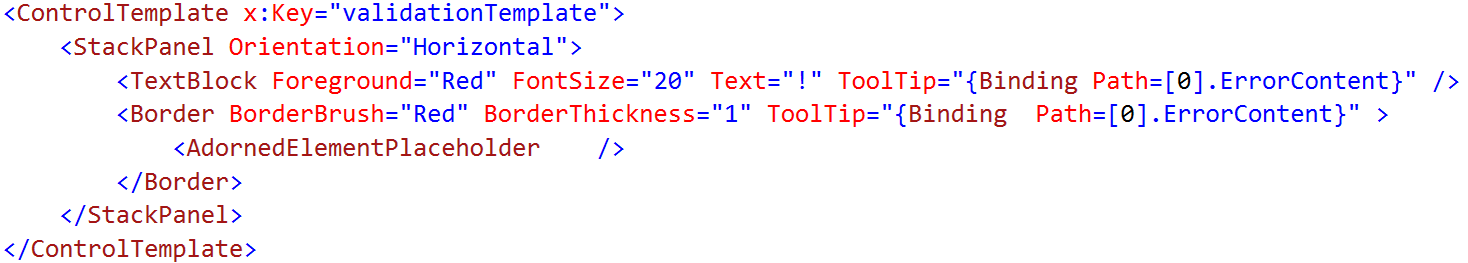 <ControlTemplate x:Key="validationTemplate">
    <StackPanel Orientation="Horizontal">
        <TextBlock Foreground="Red" FontSize="20" Text="!" ToolTip="{Binding Path=[0].ErrorContent}" />
        <Border BorderBrush="Red" BorderThickness="1" ToolTip="{Binding  Path=[0].ErrorContent}" >
            <AdornedElementPlaceholder    />
        </Border>
    </StackPanel>
</ControlTemplate>